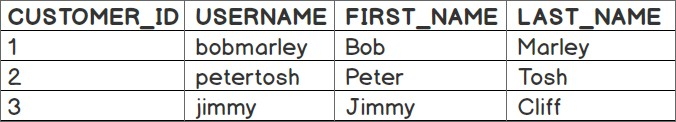 CUSTOMER_ID USERNAME FIRST_NAME LAST_NAME
1 bobmarley Bob Marley
2 petertosh Peter Tosh
3 jimmy Jimmy Cliff